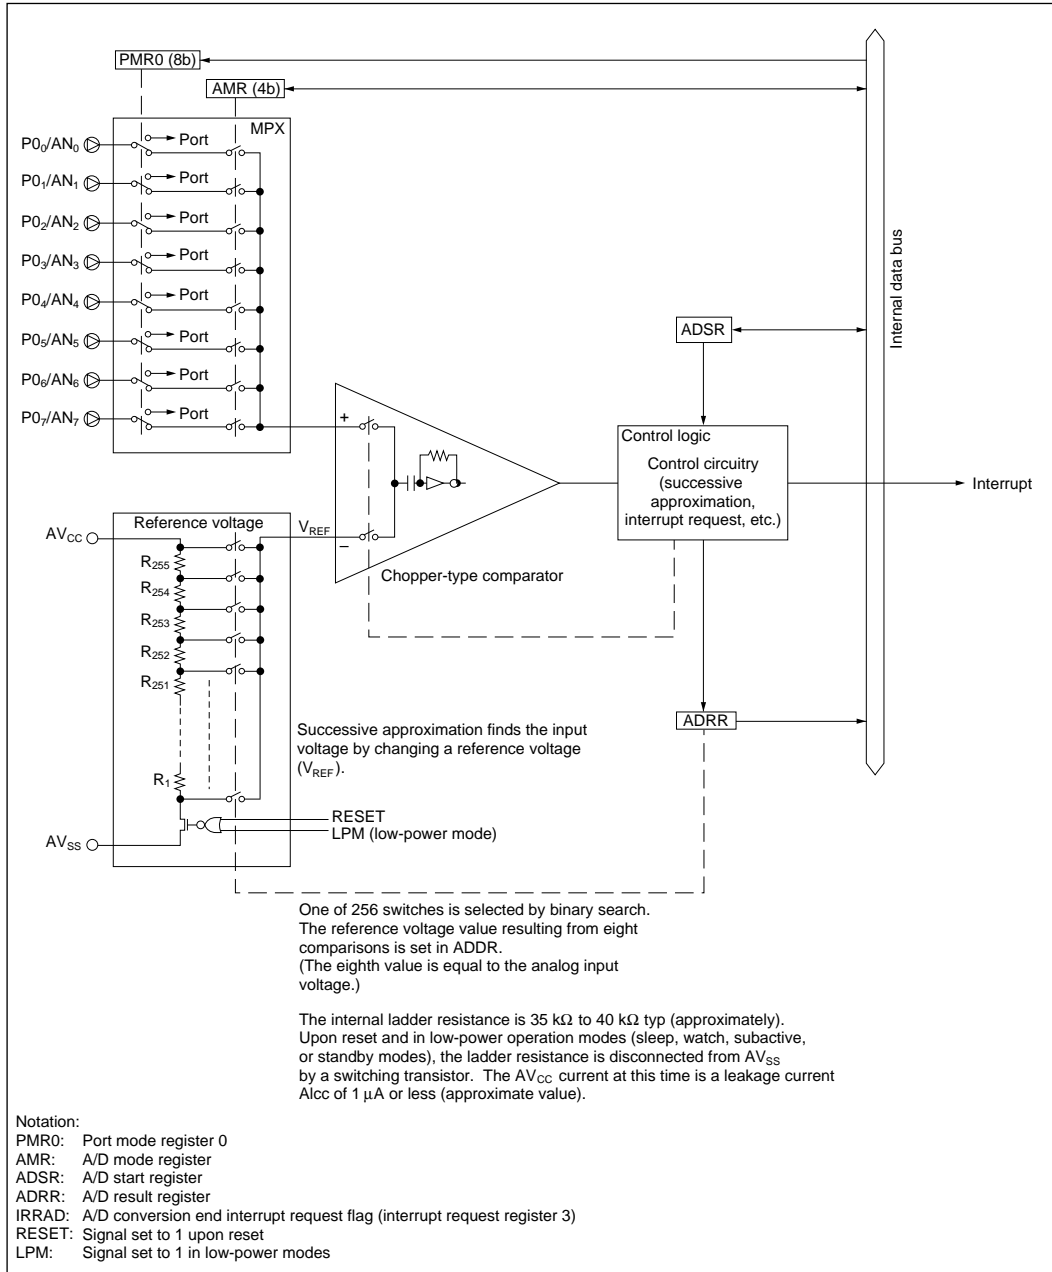 PMR0 (8b)
AMR (4b)
MPX
P0₀/AN₀
Port
P0₁/AN₁
Port
P0₂/AN₂
Port
P0₃/AN₃
Port
P0₄/AN₄
Port
P0₅/AN₅
Port
P0₆/AN₆
Port
P0₇/AN₇
Port
Internal data bus
ADSR
+
−
Control logic
Control circuitry
(successive
approximation,
interrupt request, etc.)
Interrupt
Reference voltage
AV_CC
V_REF
Chopper-type comparator
R₂₅₅
R₂₅₄
R₂₅₃
R₂₅₂
R₂₅₁
R₁
ADRR
Successive approximation finds the input
voltage by changing a reference voltage
(V_REF).
RESET
LPM (low-power mode)
AV_SS
One of 256 switches is selected by binary search.
The reference voltage value resulting from eight
comparisons is set in ADDR.
(The eighth value is equal to the analog input
voltage.)
The internal ladder resistance is 35 kΩ to 40 kΩ typ (approximately).
Upon reset and in low-power operation modes (sleep, watch, subactive,
or standby modes), the ladder resistance is disconnected from AV_SS
by a switching transistor. The AV_CC current at this time is a leakage current
AIcc of 1 μA or less (approximate value).
Notation:
PMR0: Port mode register 0
AMR: A/D mode register
ADSR: A/D start register
ADRR: A/D result register
IRRAD: A/D conversion end interrupt request flag (interrupt request register 3)
RESET: Signal set to 1 upon reset
LPM: Signal set to 1 in low-power modes